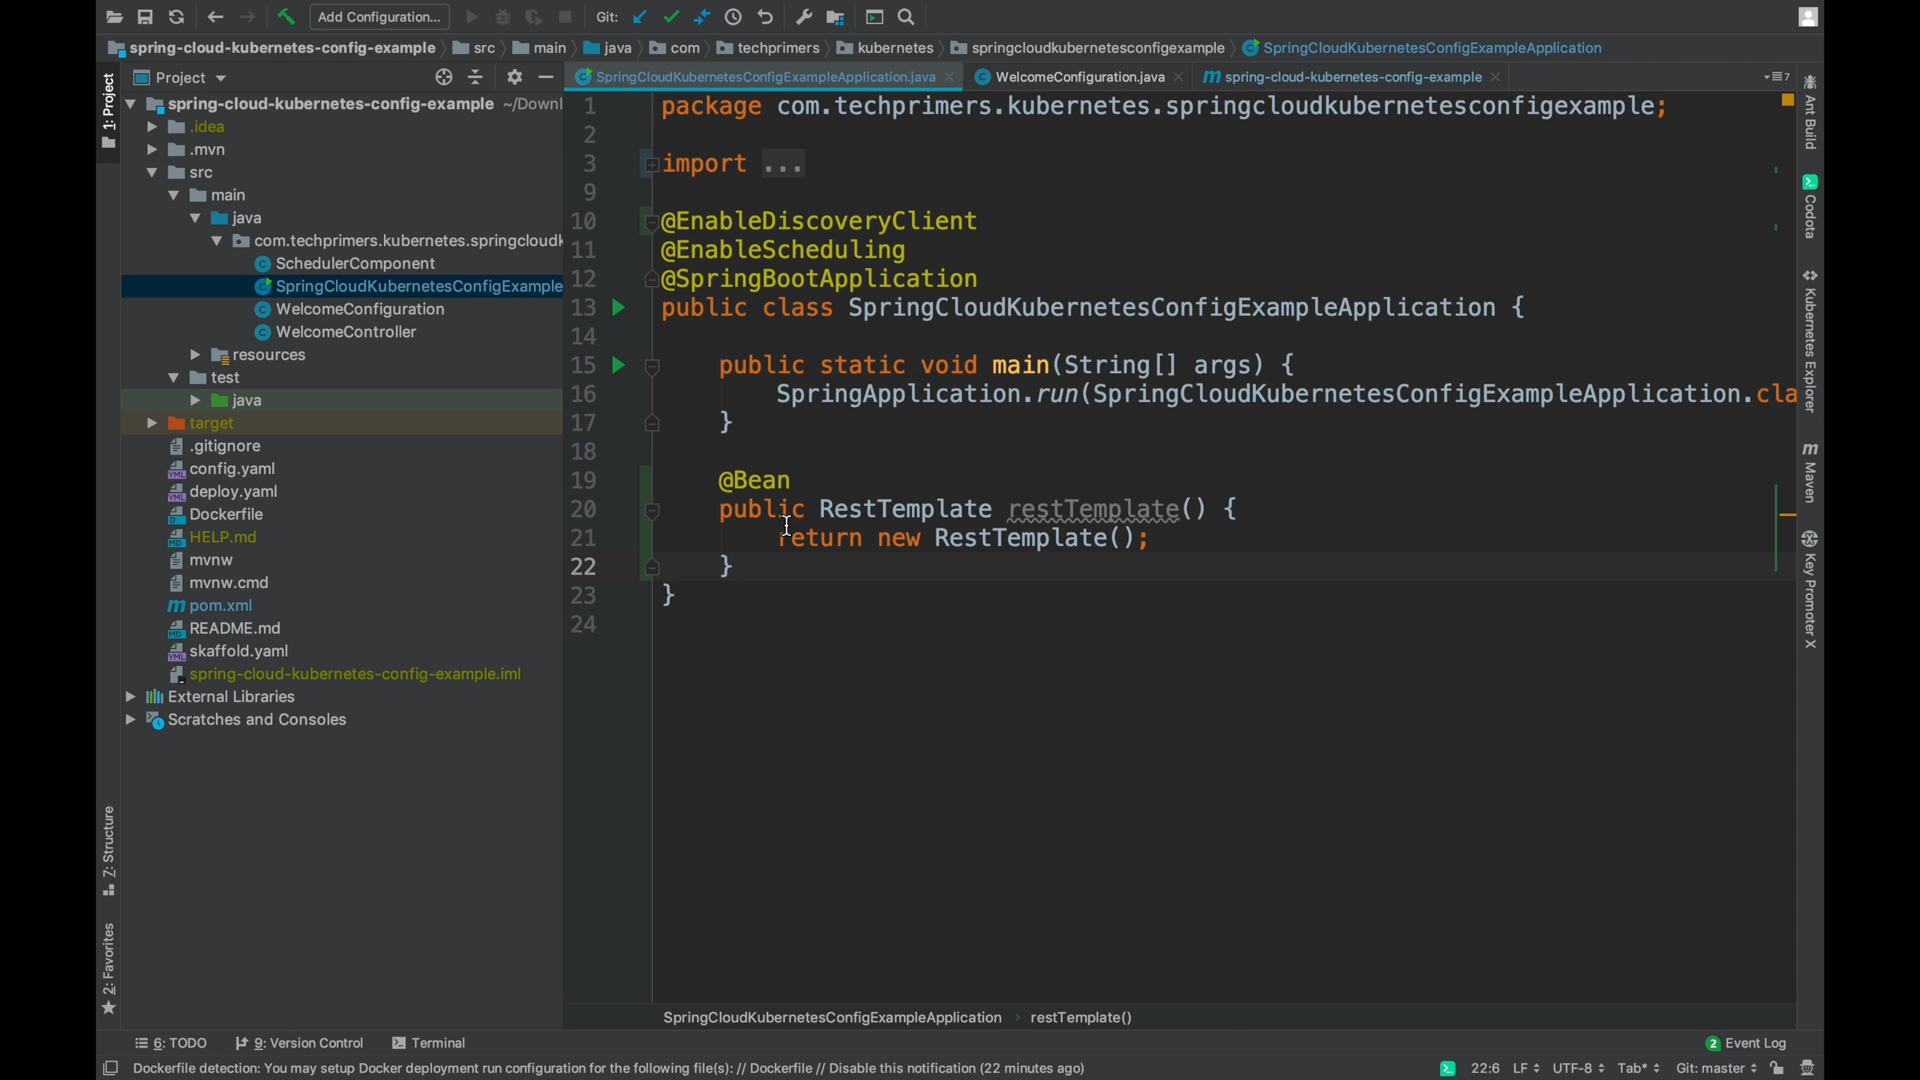 Add Configuration...
Git:
spring-cloud-kubernetes-config-example src main java com techprimers kubernetes springcloudkubernetesconfigexample SpringCloudKubernetesConfigExampleApplication
Project
SpringCloudKubernetesConfigExampleApplication.java
WelcomeConfiguration.java
m spring-cloud-kubernetes-config-example
7
1: Project
spring-cloud-kubernetes-config-example ~/Downl
.idea
.mvn
src
main
java
com.techprimers.kubernetes.springcloudk
SchedulerComponent
SpringCloudKubernetesConfigExample
WelcomeConfiguration
WelcomeController
resources
test
java
target
.gitignore
config.yaml
deploy.yaml
Dockerfile
HELP.md
mvnw
mvnw.cmd
m pom.xml
README.md
skaffold.yaml
spring-cloud-kubernetes-config-example.iml
External Libraries
Scratches and Consoles
Z: Structure
2: Favorites
1 package com.techprimers.kubernetes.springcloudkubernetesconfigexample;
2
3 import ...
9
10 @EnableDiscoveryClient
11 @EnableScheduling
12 @SpringBootApplication
13 public class SpringCloudKubernetesConfigExampleApplication {
14
15 public static void main(String[] args) {
16 SpringApplication.run(SpringCloudKubernetesConfigExampleApplication.cla
17 }
18
19 @Bean
20 public RestTemplate restTemplate() {
21 return new RestTemplate();
22 }
23 }
24
Ant Build
Codota
Kubernetes Explorer
m Maven
Key Promoter X
SpringCloudKubernetesConfigExampleApplication restTemplate()
6: TODO
9: Version Control
Terminal
2 Event Log
Dockerfile detection: You may setup Docker deployment run configuration for the following file(s): // Dockerfile // Disable this notification (22 minutes ago)
22:6 LF UTF-8 Tab* Git: master